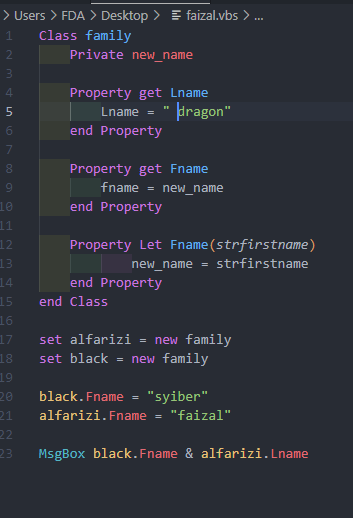 > Users > FDA > Desktop > faizal.vbs > ...
1 Class family
2     Private new_name
3
4     Property get Lname
5         Lname = " dragon"
6     end Property
7
8     Property get Fname
9         fname = new_name
10     end Property
11
12     Property Let Fname(strfirstname)
13             new_name = strfirstname
14     end Property
15 end Class
16
17 set alfarizi = new family
18 set black = new family
19
20 black.Fname = "syiber"
21 alfarizi.Fname = "faizal"
22
23 MsgBox black.Fname & alfarizi.Lname